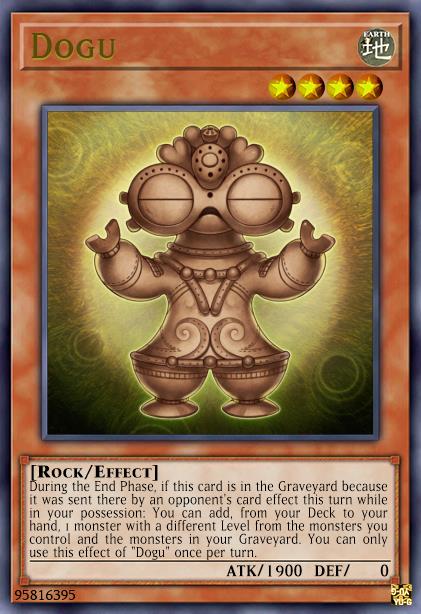 DOGU
EARTH
地
[ROCK/EFFECT]
During the End Phase, if this card is in the Graveyard because
it was sent there by an opponent's card effect this turn while
in your possession: You can add, from your Deck to your
hand, 1 monster with a different Level from the monsters you
control and the monsters in your Graveyard. You can only
use this effect of "Dogu" once per turn.
ATK/1900 DEF/ 0
95816395